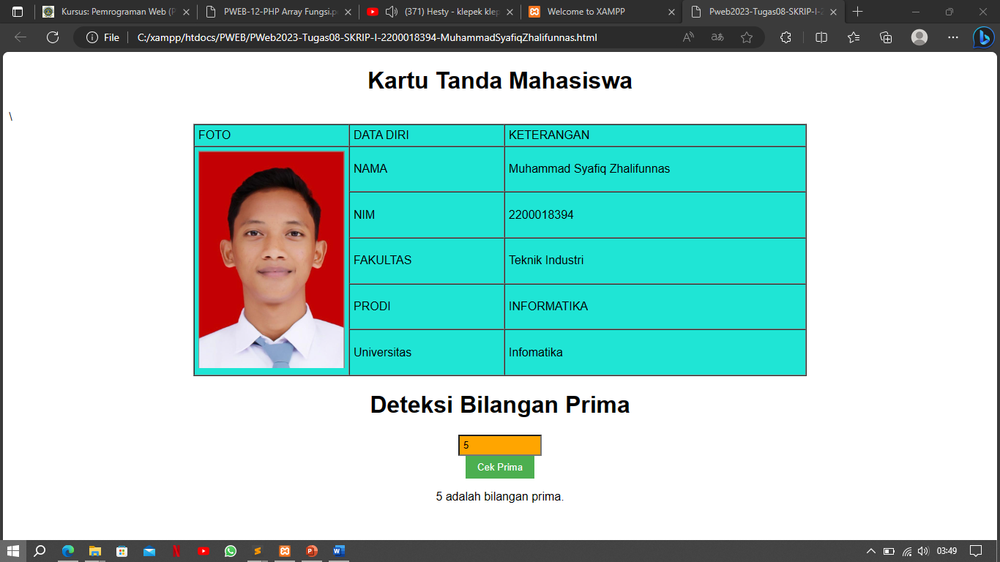 Kursus: Pemrograman Web (P
PWEB-12-PHP Array Fungsi.p
(371) Hesty - klepek klep
Welcome to XAMPP
Pweb2023-Tugas08-SKRIP-I-2
File
C:/xampp/htdocs/PWEB/PWeb2023-Tugas08-SKRIP-I-2200018394-MuhammadSyafiqZhalifunnas.html
Kartu Tanda Mahasiswa
\
FOTO DATA DIRI KETERANGAN
NAMA Muhammad Syafiq Zhalifunnas
NIM 2200018394
FAKULTAS Teknik Industri
PRODI INFORMATIKA
Universitas Infomatika
Deteksi Bilangan Prima
5
Cek Prima
5 adalah bilangan prima.
03:49